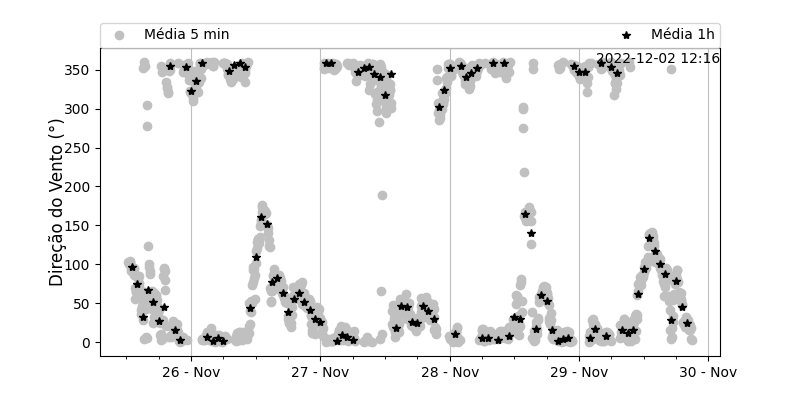 Média 5 min
Média 1h
2022-12-02 12:16
Direção do Vento (°)
350
300
250
200
150
100
50
0
26 - Nov
27 - Nov
28 - Nov
29 - Nov
30 - Nov